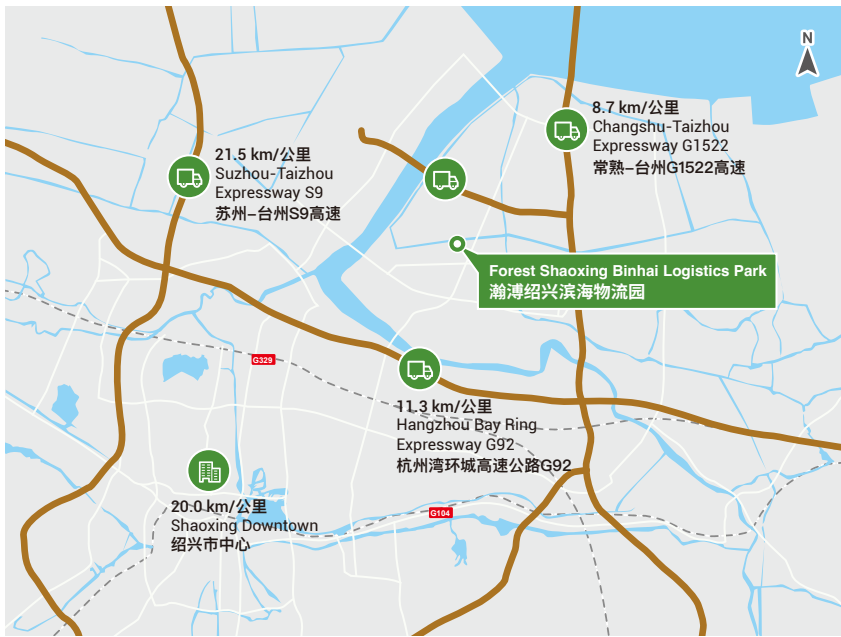 N
8.7 km/公里
Changshu-Taizhou
Expressway G1522
常熟–台州G1522高速
21.5 km/公里
Suzhou-Taizhou
Expressway S9
苏州–台州S9高速
Forest Shaoxing Binhai Logistics Park
瀚溥绍兴滨海物流园
G329
11.3 km/公里
Hangzhou Bay Ring
Expressway G92
杭州湾环城高速公路G92
20.0 km/公里
Shaoxing Downtown
绍兴市中心
G104